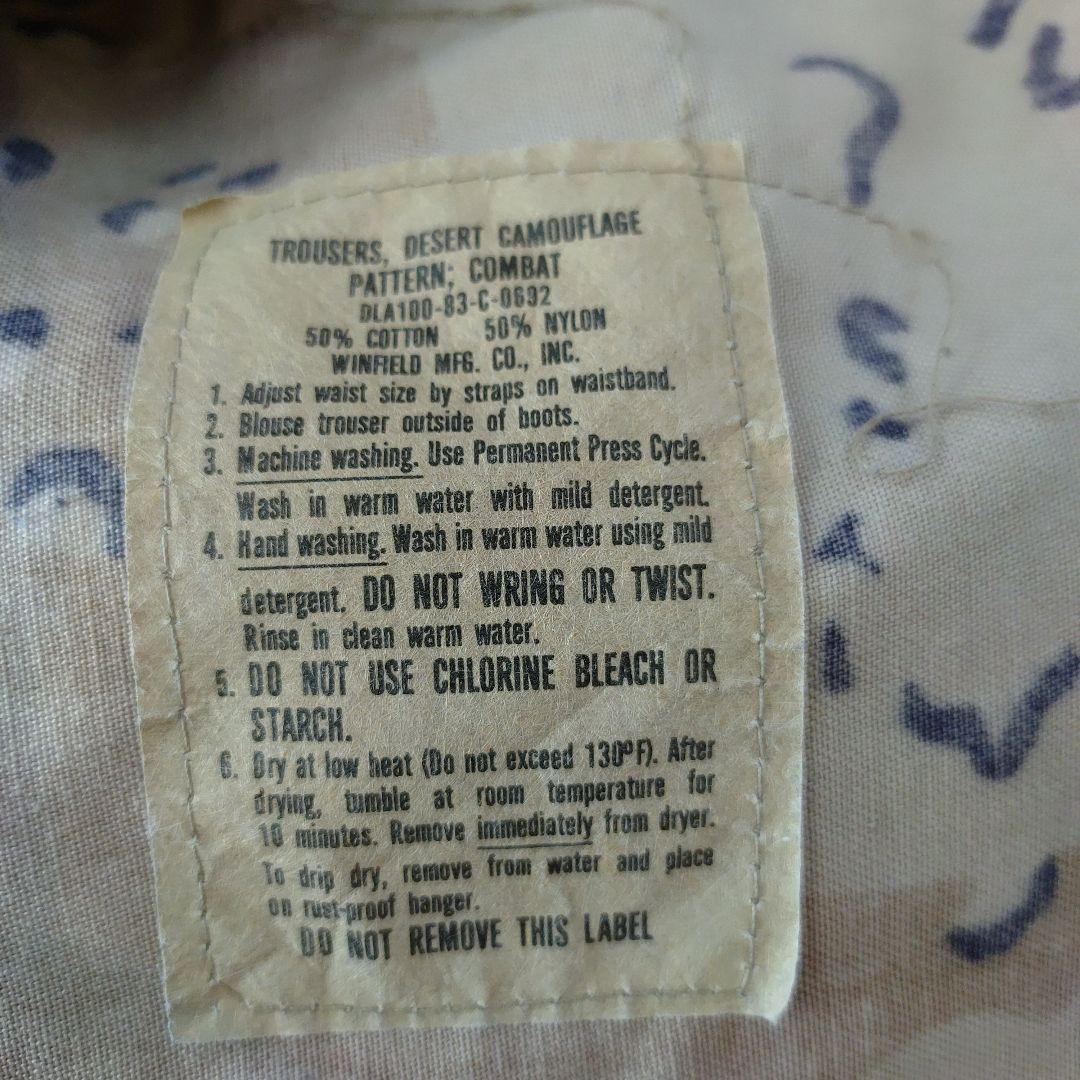 TROUSERS, DESERT CAMOUFLAGE
PATTERN; COMBAT
DLA100-83-C-0692
50% COTTON 50% NYLON
WINFIELD MFG. CO., INC.
1. Adjust waist size by straps on waistband.
2. Blouse trouser outside of boots.
3. Machine washing. Use Permanent Press Cycle.
Wash in warm water with mild detergent.
4. Hand washing. Wash in warm water using mild
detergent. DO NOT WRING OR TWIST.
Rinse in clean warm water.
5. DO NOT USE CHLORINE BLEACH OR
STARCH.
6. Dry at low heat (Do not exceed 130ºF). After
drying, tumble at room temperature for
10 minutes. Remove immediately from dryer.
To drip dry, remove from water and place
on rust-proof hanger.
DO NOT REMOVE THIS LABEL